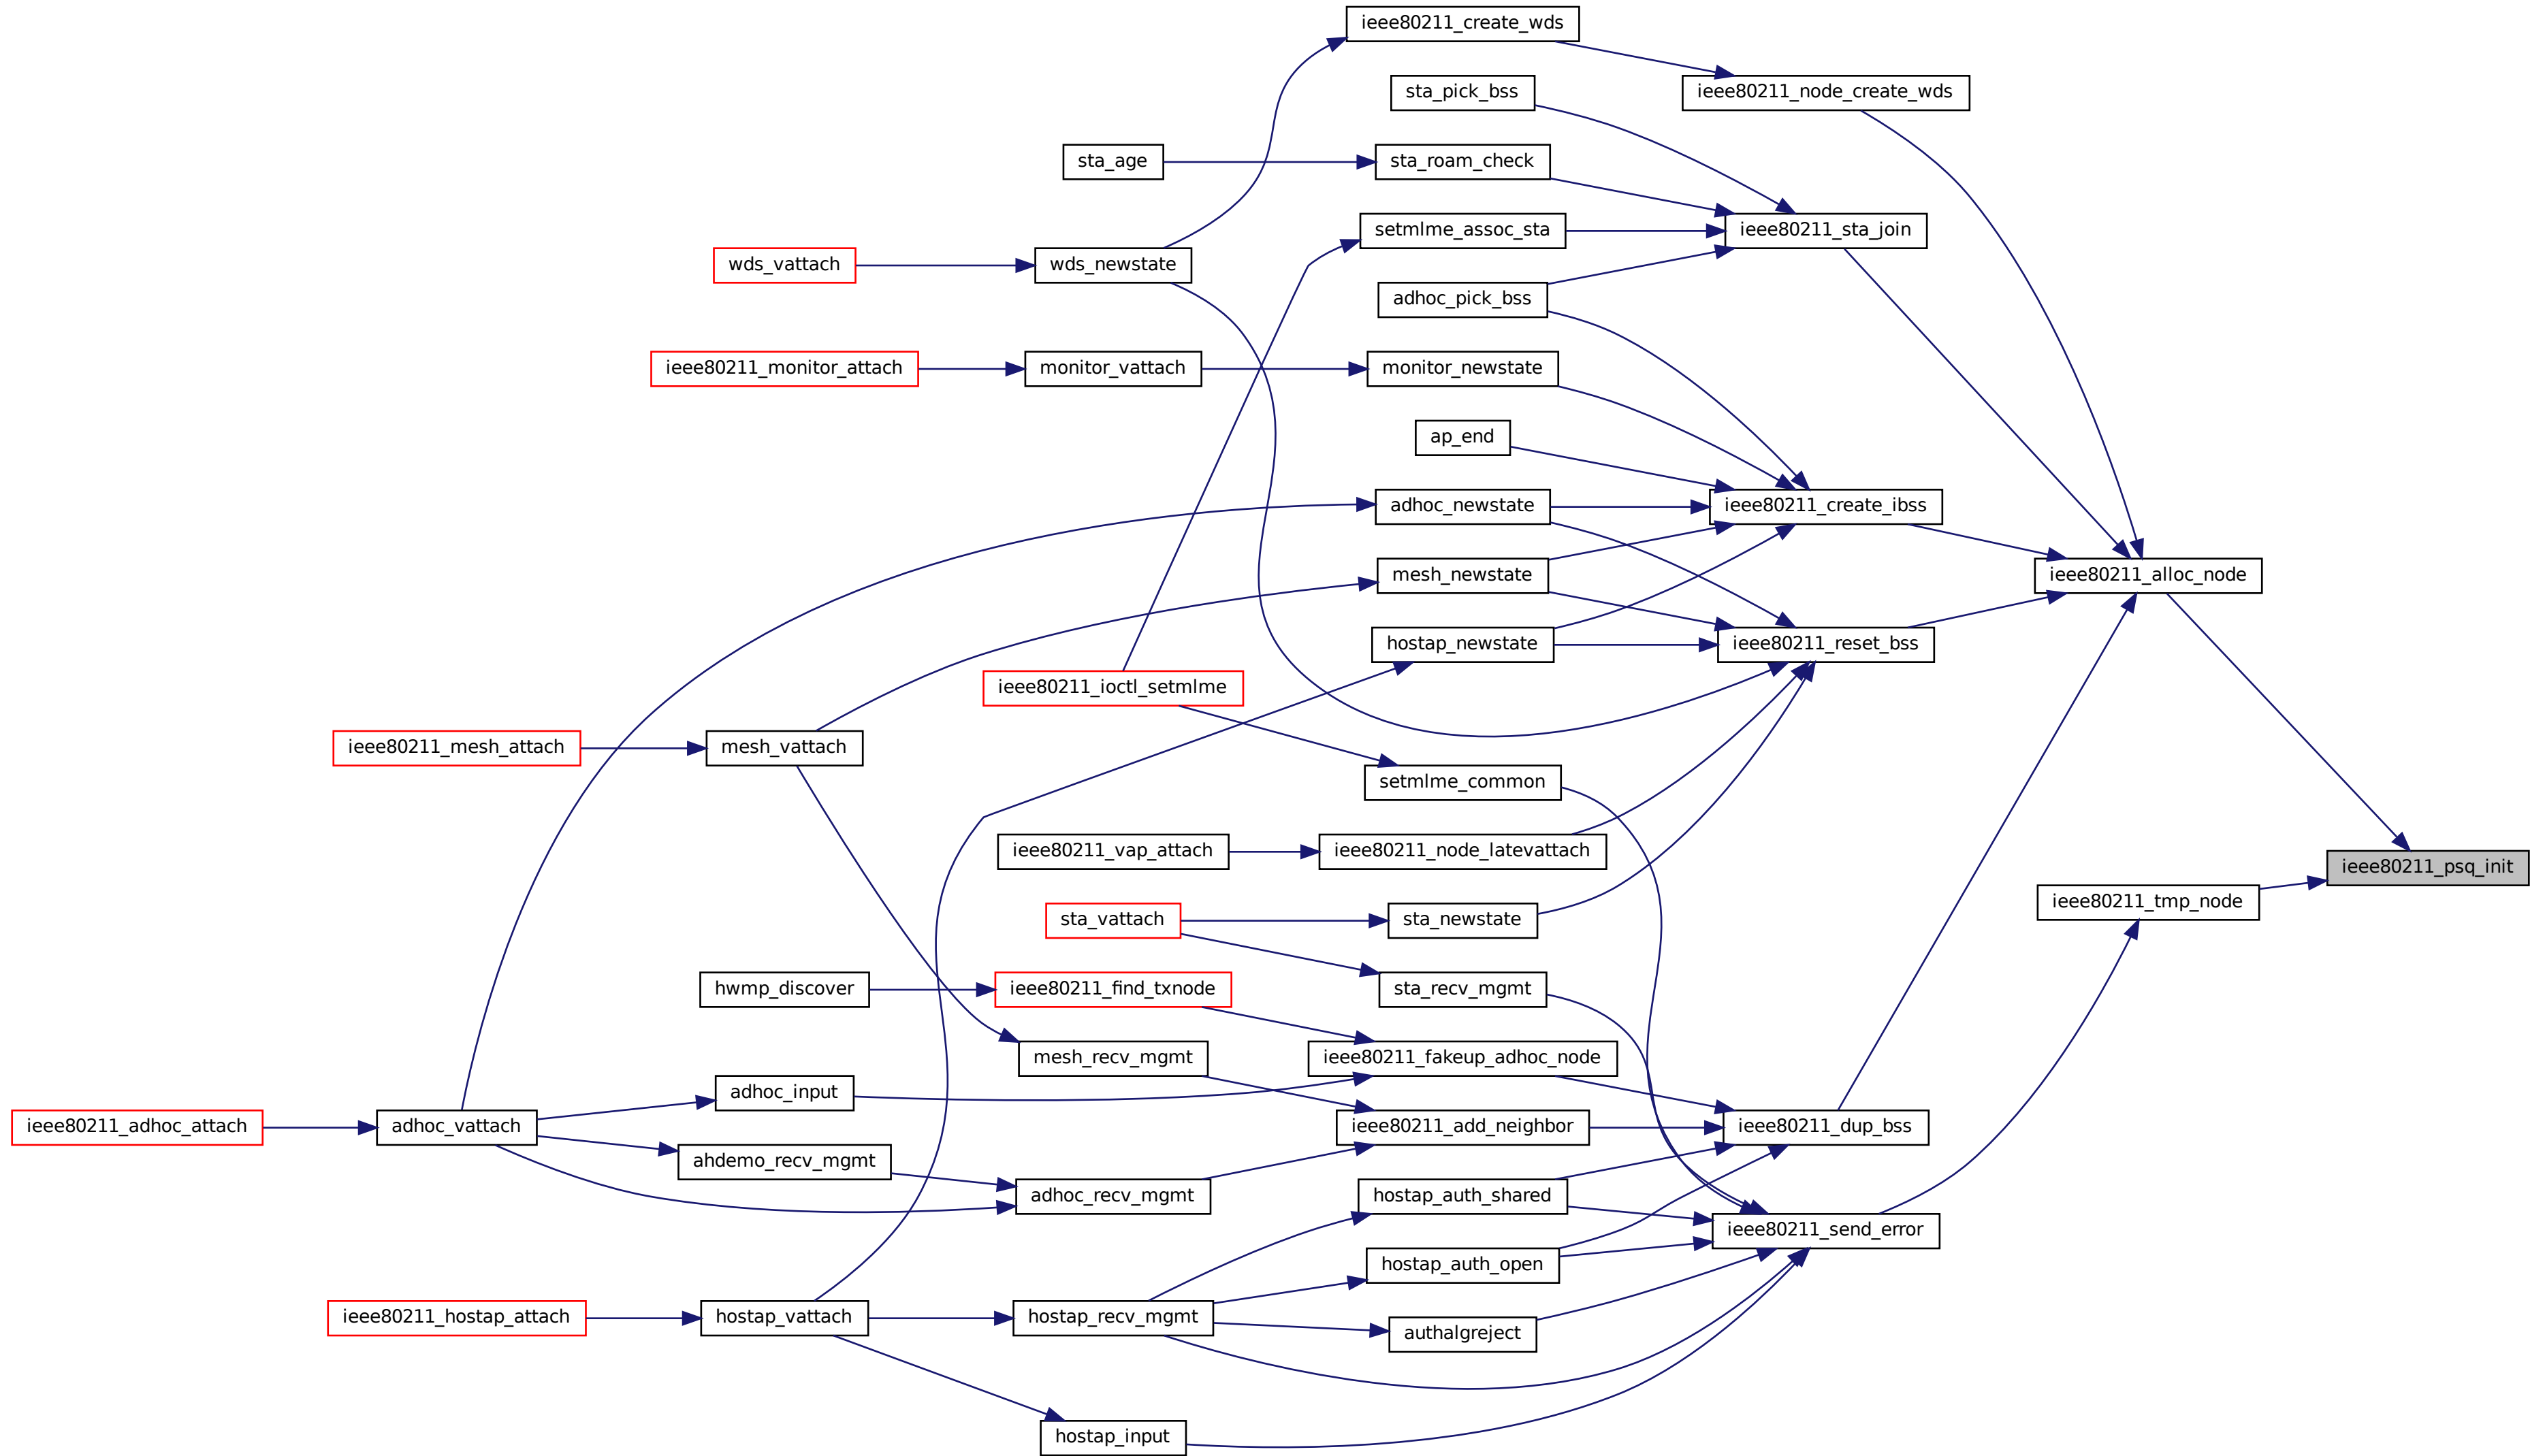 ieee80211_create_wds
sta_pick_bss
ieee80211_node_create_wds
sta_age
sta_roam_check
setmlme_assoc_sta
ieee80211_sta_join
wds_vattach
wds_newstate
adhoc_pick_bss
ieee80211_monitor_attach
monitor_vattach
monitor_newstate
ap_end
adhoc_newstate
ieee80211_create_ibss
mesh_newstate
ieee80211_alloc_node
hostap_newstate
ieee80211_reset_bss
ieee80211_ioctl_setmlme
ieee80211_mesh_attach
mesh_vattach
setmlme_common
ieee80211_vap_attach
ieee80211_node_latevattach
ieee80211_psq_init
ieee80211_tmp_node
sta_vattach
sta_newstate
hwmp_discover
ieee80211_find_txnode
sta_recv_mgmt
mesh_recv_mgmt
ieee80211_fakeup_adhoc_node
adhoc_input
ieee80211_adhoc_attach
adhoc_vattach
ieee80211_add_neighbor
ieee80211_dup_bss
ahdemo_recv_mgmt
adhoc_recv_mgmt
hostap_auth_shared
ieee80211_send_error
hostap_auth_open
ieee80211_hostap_attach
hostap_vattach
hostap_recv_mgmt
authalgreject
hostap_input